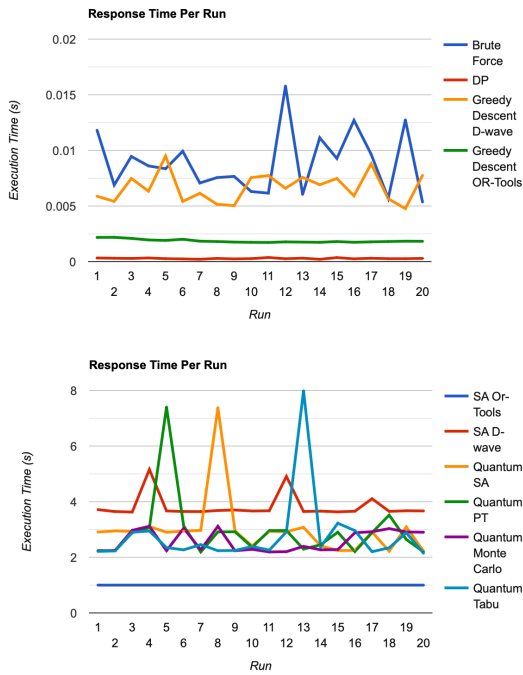 Response Time Per Run
0.02
0.015
0.01
0.005
0
Execution Time (s)
1 3 5 7 9 11 13 15 17 19
2 4 6 8 10 12 14 16 18 20
Run
Brute
Force
DP
Greedy
Descent
D-wave
Greedy
Descent
OR-Tools
Response Time Per Run
8
6
4
2
0
Execution Time (s)
1 3 5 7 9 11 13 15 17 19
2 4 6 8 10 12 14 16 18 20
Run
SA Or-
Tools
SA D-
wave
Quantum
SA
Quantum
PT
Quantum
Monte
Carlo
Quantum
Tabu